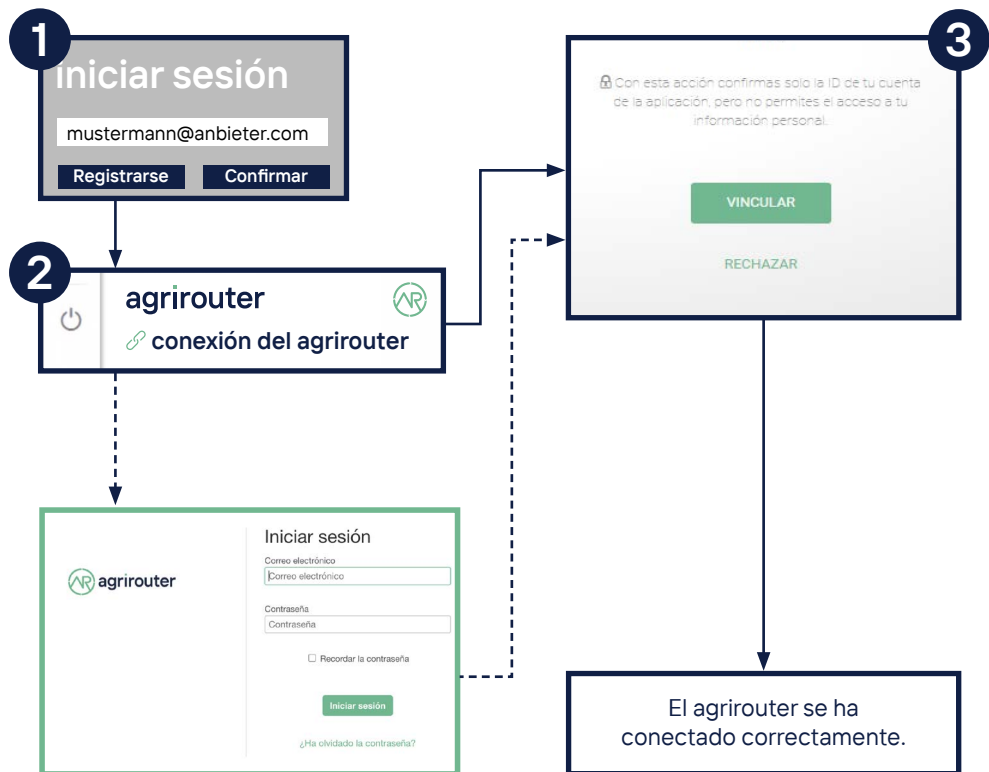 1
iniciar sesión
mustermann@anbieter.com
Registrarse Confirmar
2
agrirouter
AR
conexión del agrirouter
AR agrirouter
Iniciar sesión
Correo electrónico
Correo electrónico
Contraseña
Contraseña
Recordar la contraseña
Iniciar sesión
¿Ha olvidado la contraseña?
3
Con esta acción confirmas solo la ID de tu cuenta
de la aplicación, pero no permites el acceso a tu
información personal.
VINCULAR
RECHAZAR
El agrirouter se ha
conectado correctamente.